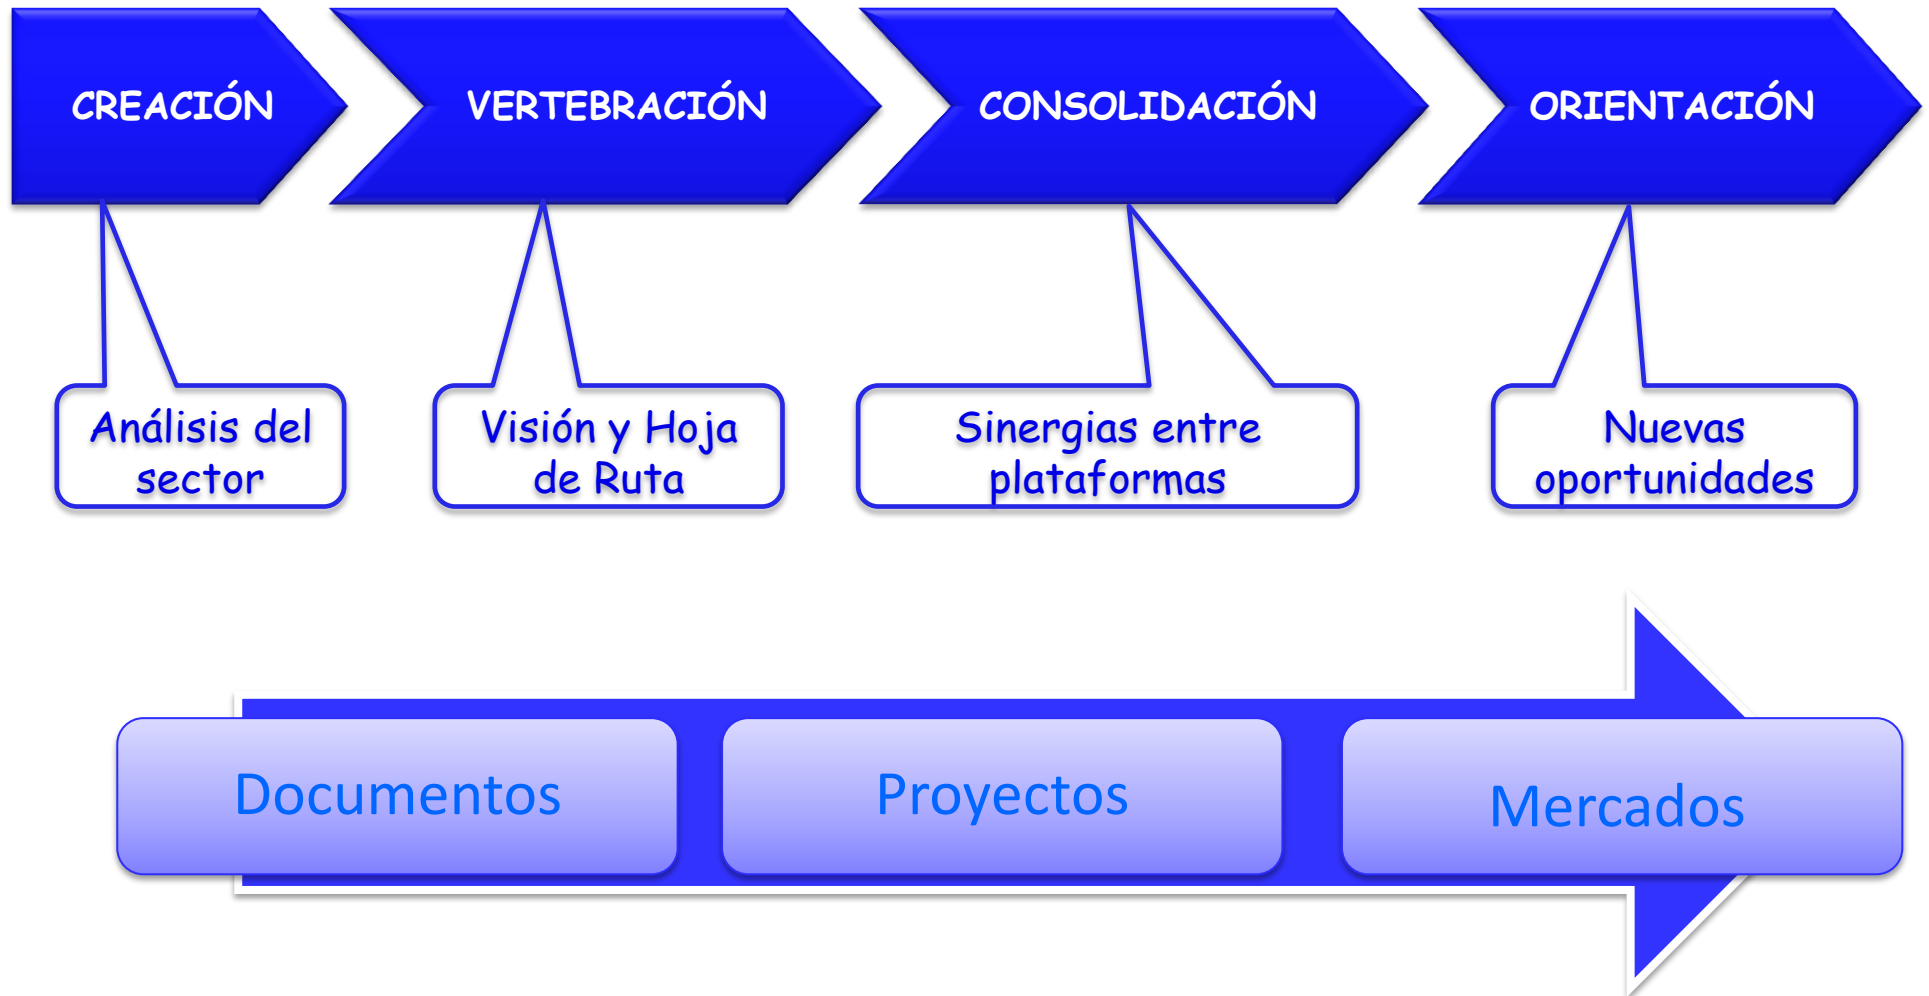 CREACIÓN
VERTEBRACIÓN
CONSOLIDACIÓN
ORIENTACIÓN
Análisis del
sector
Visión y Hoja
de Ruta
Sinergias entre
plataformas
Nuevas
oportunidades
Documentos
Proyectos
Mercados